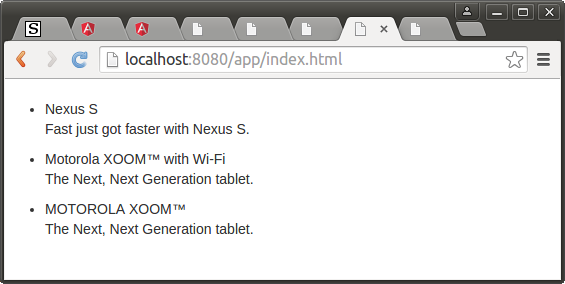 S
localhost:8080/app/index.html
Nexus S
Fast just got faster with Nexus S.
Motorola XOOM™ with Wi-Fi
The Next, Next Generation tablet.
MOTOROLA XOOM™
The Next, Next Generation tablet.